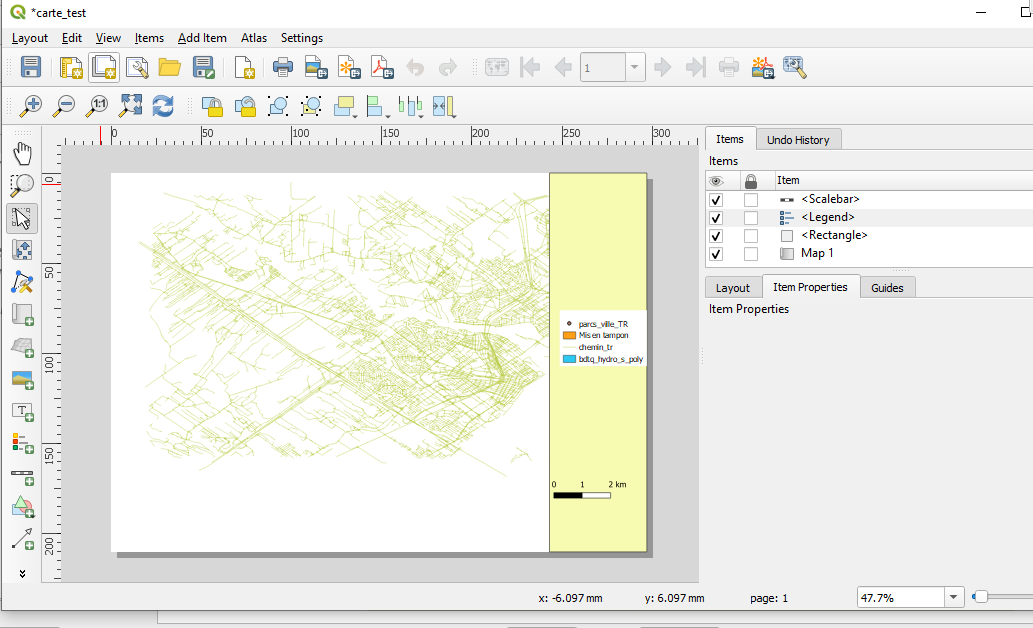 *carte_test
Layout Edit View Items Add Item Atlas Settings
1:1
1
0 50 100 150 200 250 300
Items Undo History
Items
Item
<Scalebar>
<Legend>
<Rectangle>
Map 1
Layout Item Properties Guides
Item Properties
0
50
100
150
200
parcs_ville_TR
Mis en tampon
chemin_tr
bdtq_hydro_s_poly
0 1 2 km
T
x: -6.097 mm y: 6.097 mm page: 1 47.7%